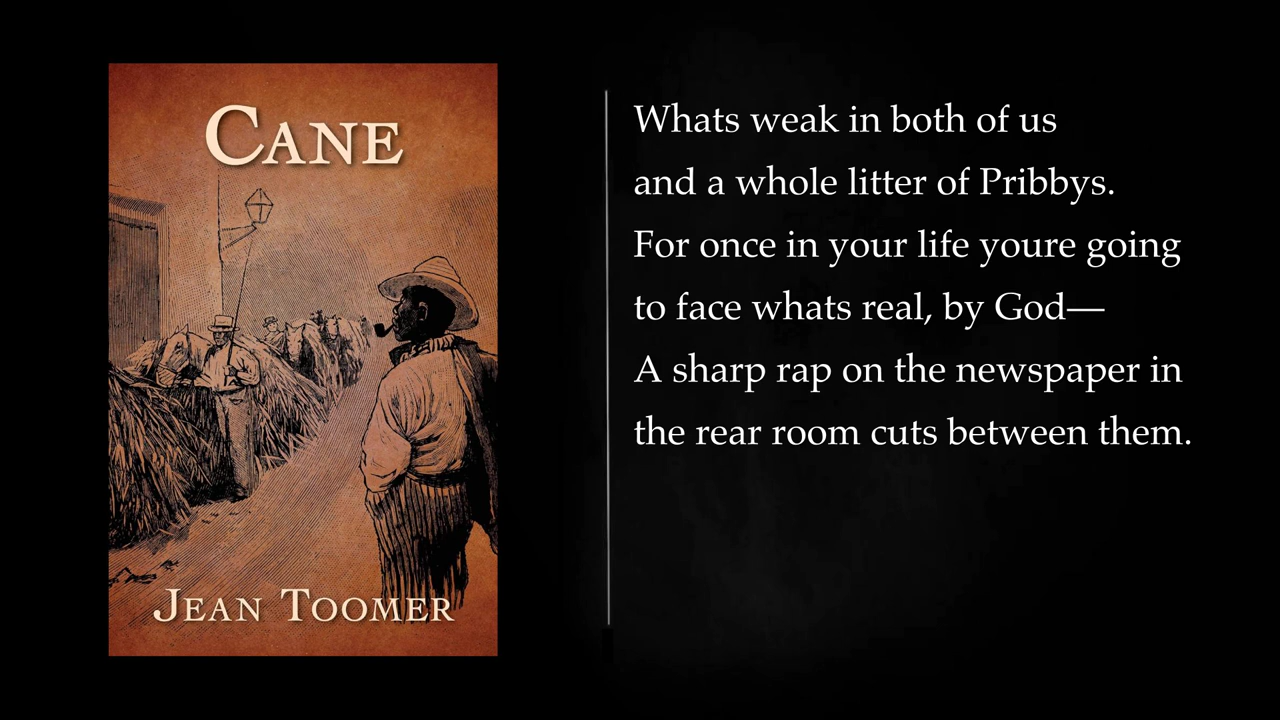 CANE
JEAN TOOMER
Whats weak in both of us
and a whole litter of Pribbys.
For once in your life youre going
to face whats real, by God—
A sharp rap on the newspaper in
the rear room cuts between them.